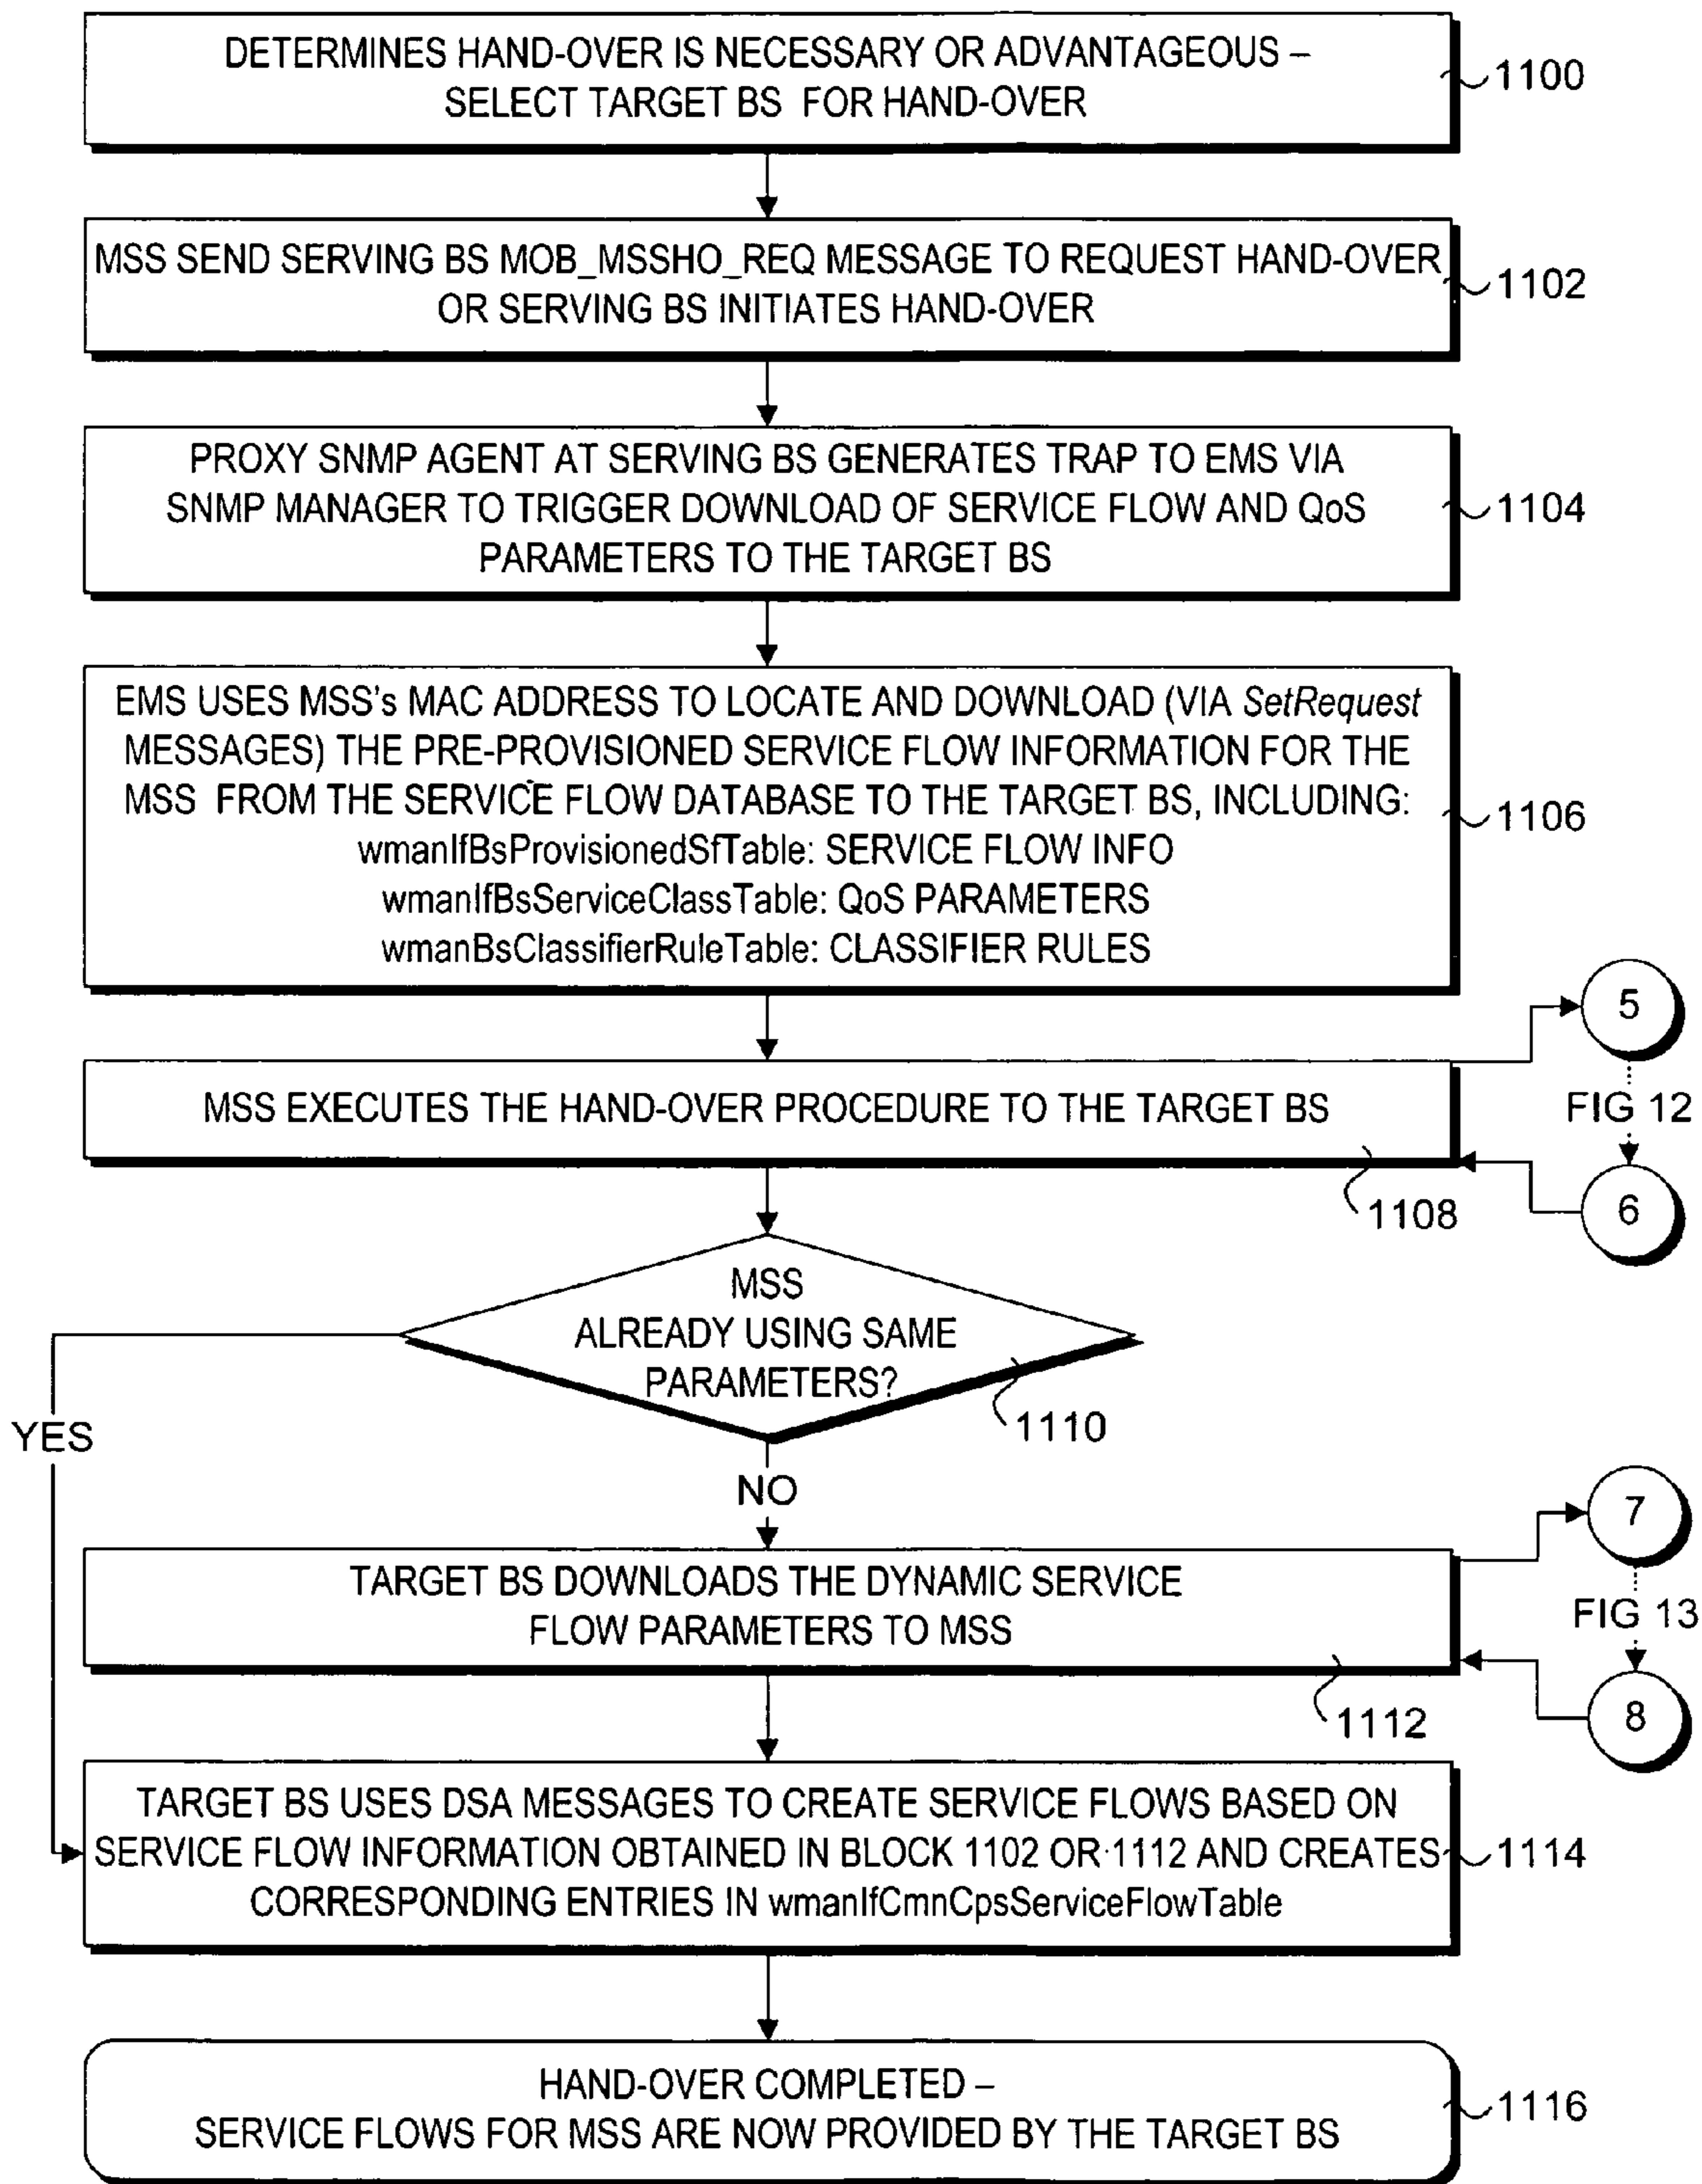 DETERMINES HAND-OVER IS NECESSARY OR ADVANTAGEOUS –
SELECT TARGET BS FOR HAND-OVER
1100
MSS SEND SERVING BS MOB_MSSHO_REQ MESSAGE TO REQUEST HAND-OVER
OR SERVING BS INITIATES HAND-OVER
1102
PROXY SNMP AGENT AT SERVING BS GENERATES TRAP TO EMS VIA
SNMP MANAGER TO TRIGGER DOWNLOAD OF SERVICE FLOW AND QoS
PARAMETERS TO THE TARGET BS
1104
EMS USES MSS's MAC ADDRESS TO LOCATE AND DOWNLOAD (VIA SetRequest
MESSAGES) THE PRE-PROVISIONED SERVICE FLOW INFORMATION FOR THE
MSS FROM THE SERVICE FLOW DATABASE TO THE TARGET BS, INCLUDING:
wmanIfBsProvisionedSfTable: SERVICE FLOW INFO
wmanIfBsServiceClassTable: QoS PARAMETERS
wmanBsClassifierRuleTable: CLASSIFIER RULES
1106
5
FIG 12
6
MSS EXECUTES THE HAND-OVER PROCEDURE TO THE TARGET BS
1108
MSS
ALREADY USING SAME
PARAMETERS?
1110
YES
NO
7
FIG 13
8
TARGET BS DOWNLOADS THE DYNAMIC SERVICE
FLOW PARAMETERS TO MSS
1112
TARGET BS USES DSA MESSAGES TO CREATE SERVICE FLOWS BASED ON
SERVICE FLOW INFORMATION OBTAINED IN BLOCK 1102 OR 1112 AND CREATES
CORRESPONDING ENTRIES IN wmanIfCmnCpsServiceFlowTable
1114
HAND-OVER COMPLETED –
SERVICE FLOWS FOR MSS ARE NOW PROVIDED BY THE TARGET BS
1116